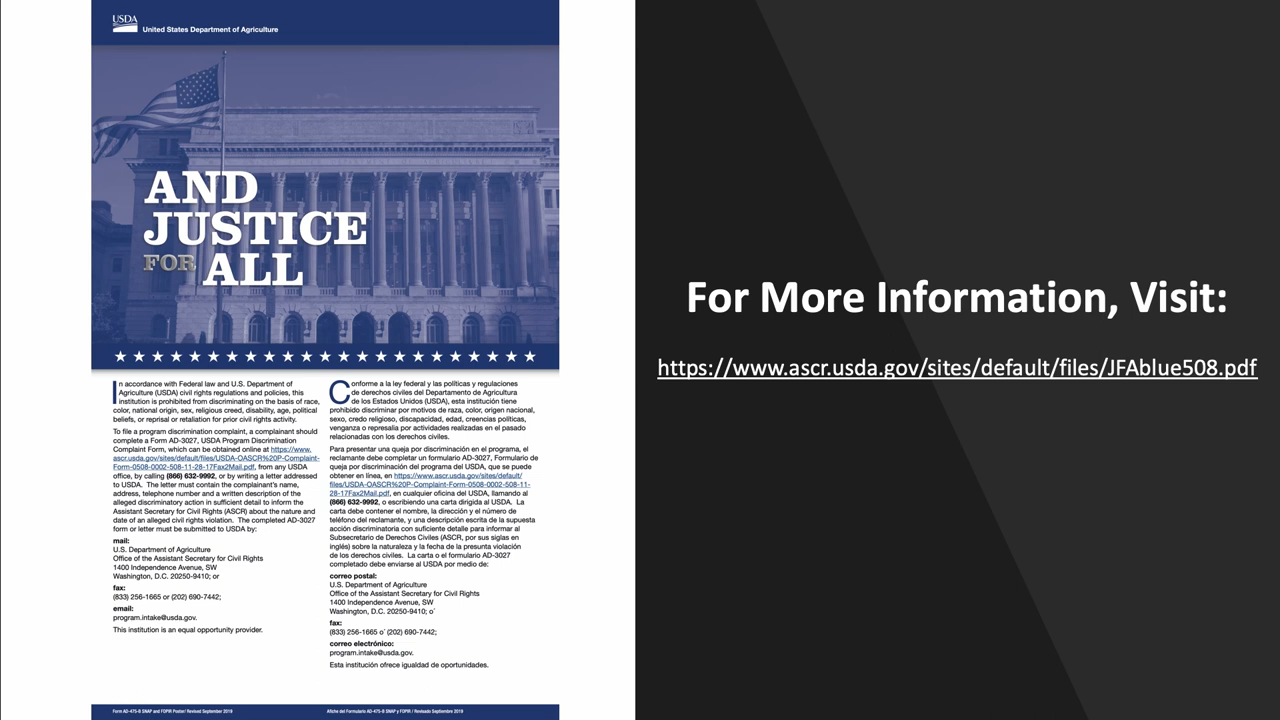 USDA
United States Department of Agriculture
AND
JUSTICE
FOR ALL
In accordance with Federal law and U.S. Department of
Agriculture (USDA) civil rights regulations and policies, this
institution is prohibited from discriminating on the basis of race,
color, national origin, sex, religious creed, disability, age, political
beliefs, or reprisal or retaliation for prior civil rights activity.
To file a program discrimination complaint, a complainant should
complete a Form AD-3027, USDA Program Discrimination
Complaint Form, which can be obtained online at https://www.
ascr.usda.gov/sites/default/files/USDA-OASCR%20P-Complaint-
Form-0508-0002-508-11-28-17Fax2Mail.pdf, from any USDA
office, by calling (866) 632-9992, or by writing a letter addressed
to USDA. The letter must contain the complainant's name,
address, telephone number and a written description of the
alleged discriminatory action in sufficient detail to inform the
Assistant Secretary for Civil Rights (ASCR) about the nature and
date of an alleged civil rights violation. The completed AD-3027
form or letter must be submitted to USDA by:
mail:
U.S. Department of Agriculture
Office of the Assistant Secretary for Civil Rights
1400 Independence Avenue, SW
Washington, D.C. 20250-9410; or
fax:
(833) 256-1665 or (202) 690-7442;
email:
program.intake@usda.gov.
This institution is an equal opportunity provider.
Conforme a la ley federal y las políticas y regulaciones
de derechos civiles del Departamento de Agricultura
de los Estados Unidos (USDA), esta institución tiene
prohibido discriminar por motivos de raza, color, origen nacional,
sexo, credo religioso, discapacidad, edad, creencias políticas,
venganza o represalia por actividades realizadas en el pasado
relacionadas con los derechos civiles.
Para presentar una queja por discriminación en el programa, el
reclamante debe completar un formulario AD-3027, Formulario de
queja por discriminación del programa del USDA, que se puede
obtener en línea, en https://www.ascr.usda.gov/sites/default/
files/USDA-OASCR%20P-Complaint-Form-0508-0002-508-11-
28-17Fax2Mail.pdf, en cualquier oficina del USDA, llamando al
(866) 632-9992, o escribiendo una carta dirigida al USDA. La
carta debe contener el nombre, la dirección y el número de
teléfono del reclamante, y una descripción escrita de la supuesta
acción discriminatoria con suficiente detalle para informar al
Subsecretario de Derechos Civiles (ASCR, por sus siglas en
inglés) sobre la naturaleza y la fecha de la presunta violación
de los derechos civiles. La carta o el formulario AD-3027
completado debe enviarse al USDA por medio de:
correo postal:
U.S. Department of Agriculture
Office of the Assistant Secretary for Civil Rights
1400 Independence Avenue, SW
Washington, D.C. 20250-9410; o´
fax:
(833) 256-1665 o´ (202) 690-7442;
correo electrónico:
program.intake@usda.gov.
Esta institución ofrece igualdad de oportunidades.
Form AD-475-B SNAP and FDPIR Poster/ Revised September 2019
Afiche del Formulario AD-475-B SNAP y FDPIR / Revisado Septiembre 2019
For More Information, Visit:
https://www.ascr.usda.gov/sites/default/files/JFAblue508.pdf